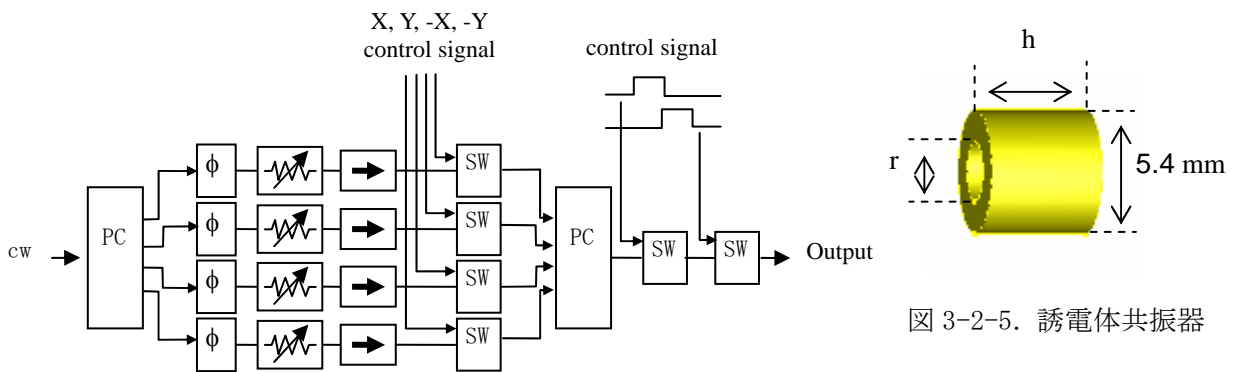 X, Y, -X, -Y
control signal
control signal
cw
PC
ϕ
SW
ϕ
SW
ϕ
SW
ϕ
SW
PC
SW
SW
Output
h
r
5.4 mm
図 3-2-5. 誘電体共振器